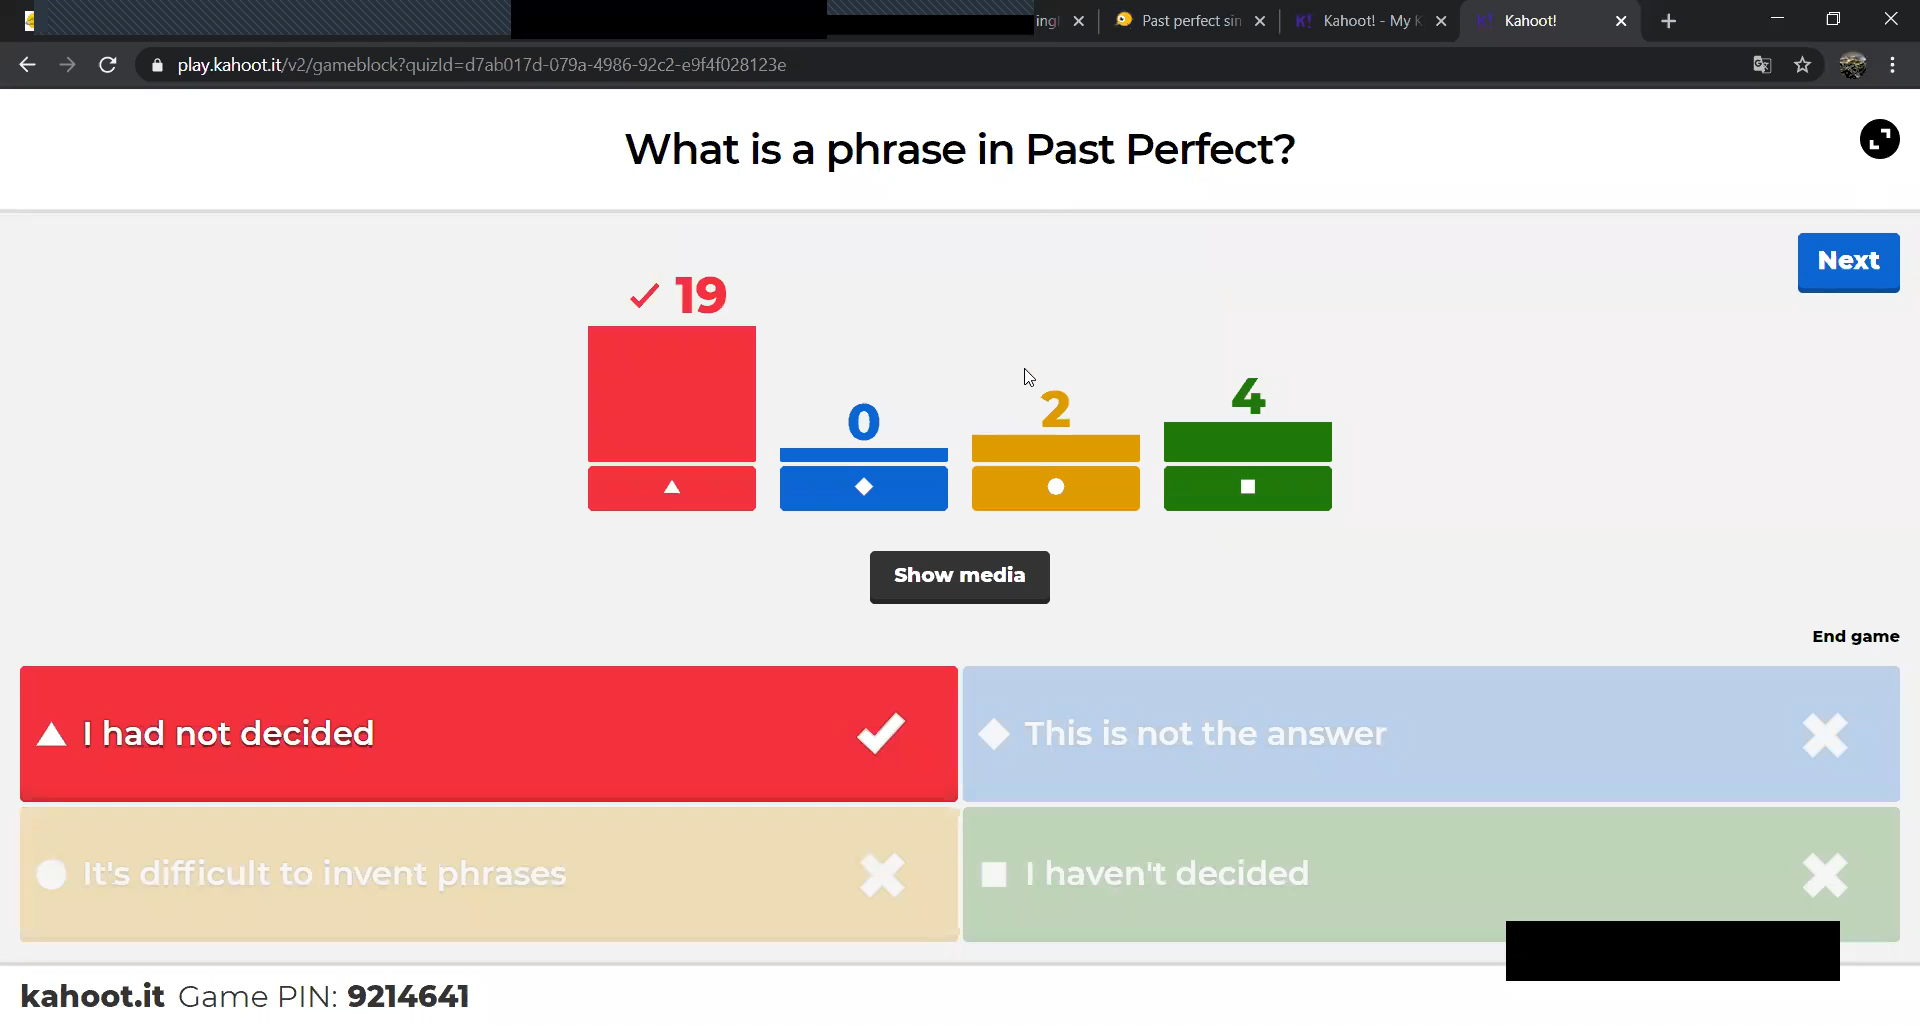 ing
Past perfect sin
K! Kahoot! - My K
K! Kahoot!
play.kahoot.it/v2/gameblock?quizId=d7ab017d-079a-4986-92c2-e9f4f028123e
What is a phrase in Past Perfect?
Next
19
0
2
4
Show media
End game
I had not decided
This is not the answer
It's difficult to invent phrases
I haven't decided
kahoot.it Game PIN: 9214641